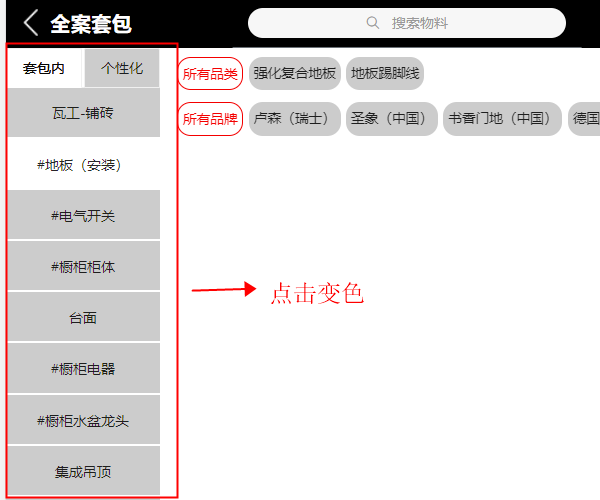 全案套包
搜索物料
套包内 个性化
所有品类 强化复合地板 地板踢脚线
所有品牌 卢森（瑞士） 圣象（中国） 书香门地（中国） 德国
瓦工-铺砖
#地板（安装）
#电气开关
#橱柜柜体
台面
#橱柜电器
#橱柜水盆龙头
集成吊顶
点击变色